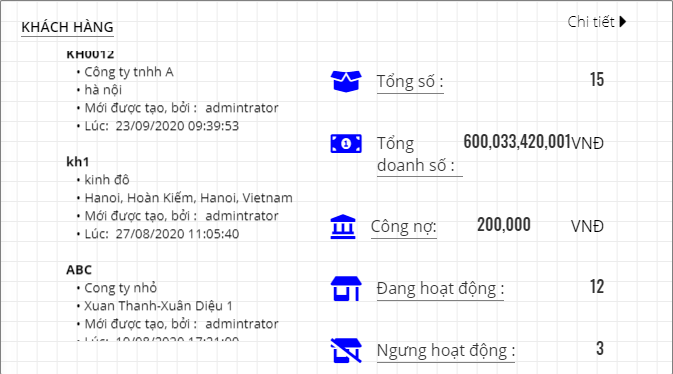 KHÁCH HÀNG
Chi tiết
KH0012
Công ty tnhh A
hà nội
Mới được tạo, bởi : admintrator
Lúc: 23/09/2020 09:39:53
kh1
kinh đô
Hanoi, Hoàn Kiếm, Hanoi, Vietnam
Mới được tạo, bởi : admintrator
Lúc: 27/08/2020 11:05:40
ABC
Cong ty nhỏ
Xuan Thanh-Xuân Diệu 1
Mới được tạo, bởi : admintrator
Tổng số : 15
Tổng 600,033,420,001VNĐ
doanh số :
Công nợ: 200,000 VNĐ
Đang hoạt động : 12
Ngưng hoạt động : 3